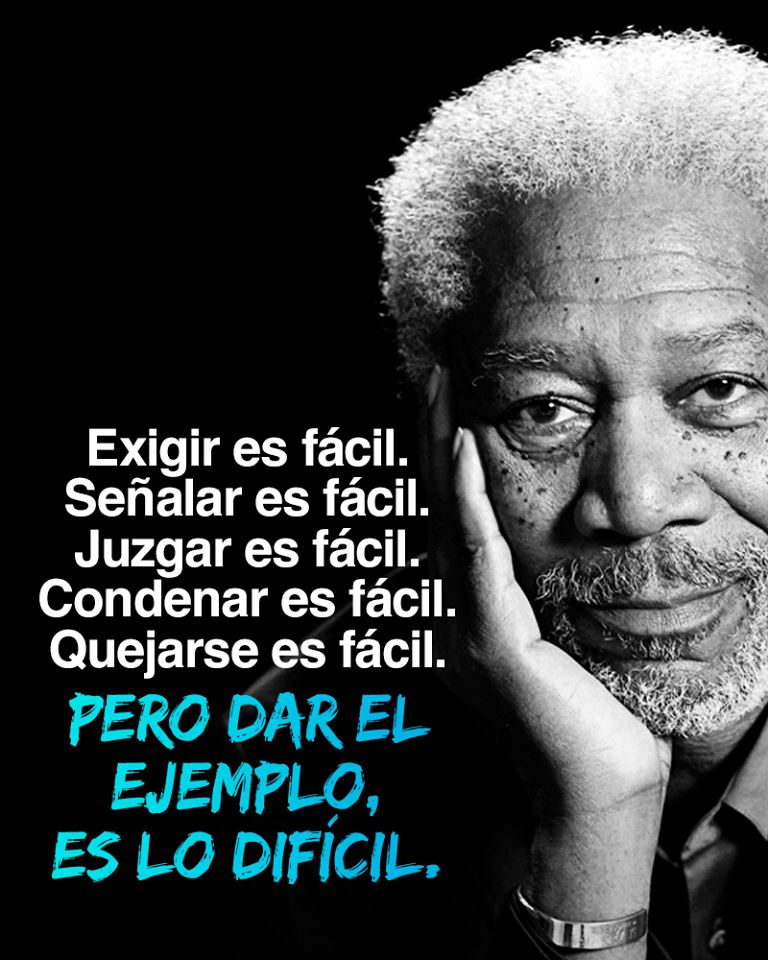 Exigir es fácil.
Señalar es fácil.
Juzgar es fácil.
Condenar es fácil.
Quejarse es fácil.
PERO DAR EL
EJEMPLO,
ES LO DIFÍCIL.